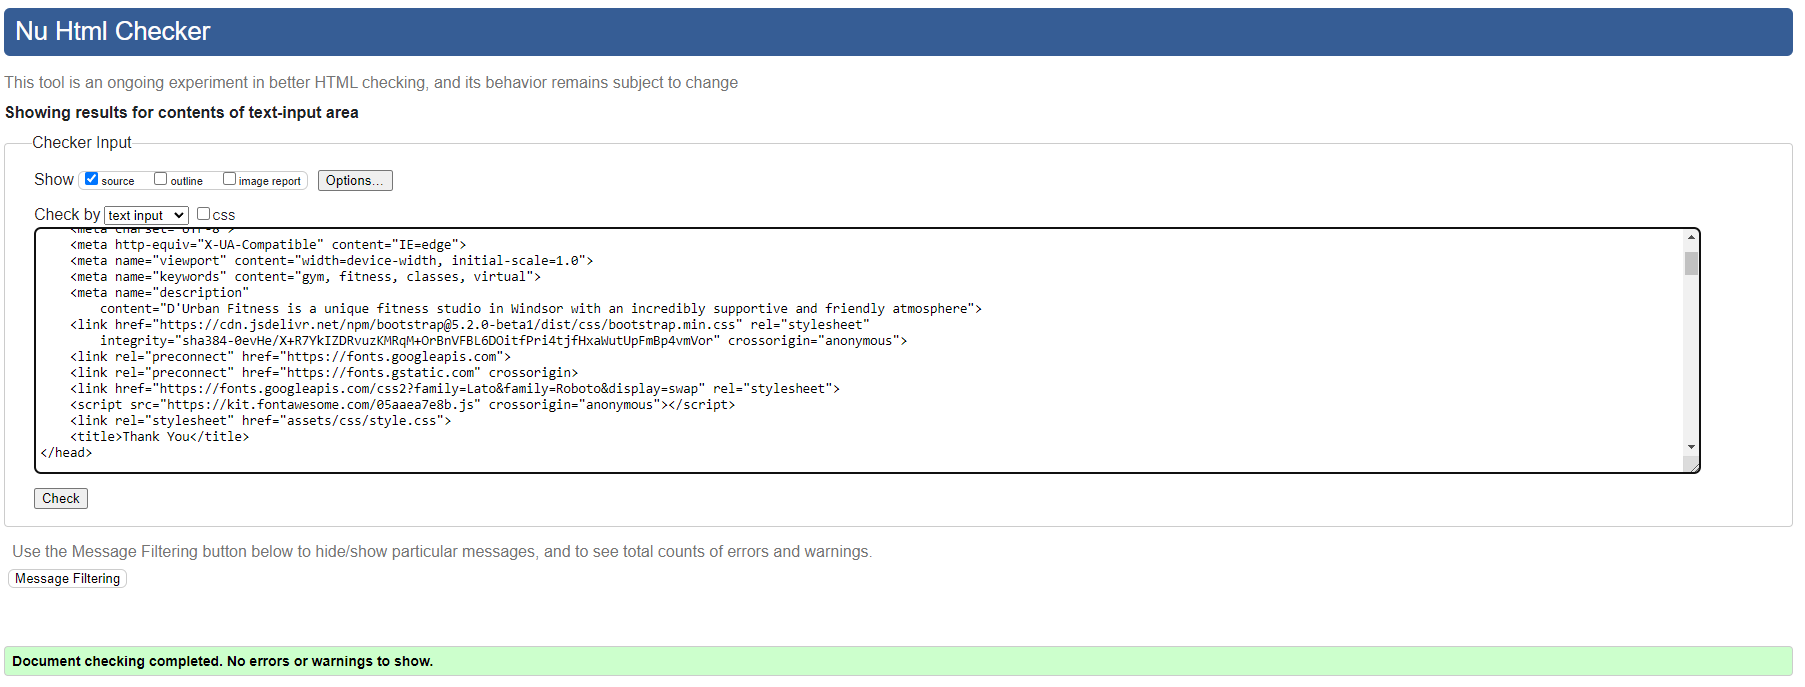 Nu Html Checker
This tool is an ongoing experiment in better HTML checking, and its behavior remains subject to change
Showing results for contents of text-input area
Checker Input
Show source outline image report Options...
Check by text input css
<meta charset="UTF-8">
<meta http-equiv="X-UA-Compatible" content="IE=edge">
<meta name="viewport" content="width=device-width, initial-scale=1.0">
<meta name="keywords" content="gym, fitness, classes, virtual">
<meta name="description"
content="D'Urban Fitness is a unique fitness studio in Windsor with an incredibly supportive and friendly atmosphere">
<link href="https://cdn.jsdelivr.net/npm/bootstrap@5.2.0-beta1/dist/css/bootstrap.min.css" rel="stylesheet"
integrity="sha384-0evHe/X+R7YkIZDRvuzKMRqM+OrBnVFBL6DOitfPri4tjfHxaWutUpFmBp4vmVor" crossorigin="anonymous">
<link rel="preconnect" href="https://fonts.googleapis.com">
<link rel="preconnect" href="https://fonts.gstatic.com" crossorigin>
<link href="https://fonts.googleapis.com/css2?family=Lato&family=Roboto&display=swap" rel="stylesheet">
<script src="https://kit.fontawesome.com/05aaea7e8b.js" crossorigin="anonymous"></script>
<link rel="stylesheet" href="assets/css/style.css">
<title>Thank You</title>
</head>
Check
Use the Message Filtering button below to hide/show particular messages, and to see total counts of errors and warnings.
Message Filtering
Document checking completed. No errors or warnings to show.